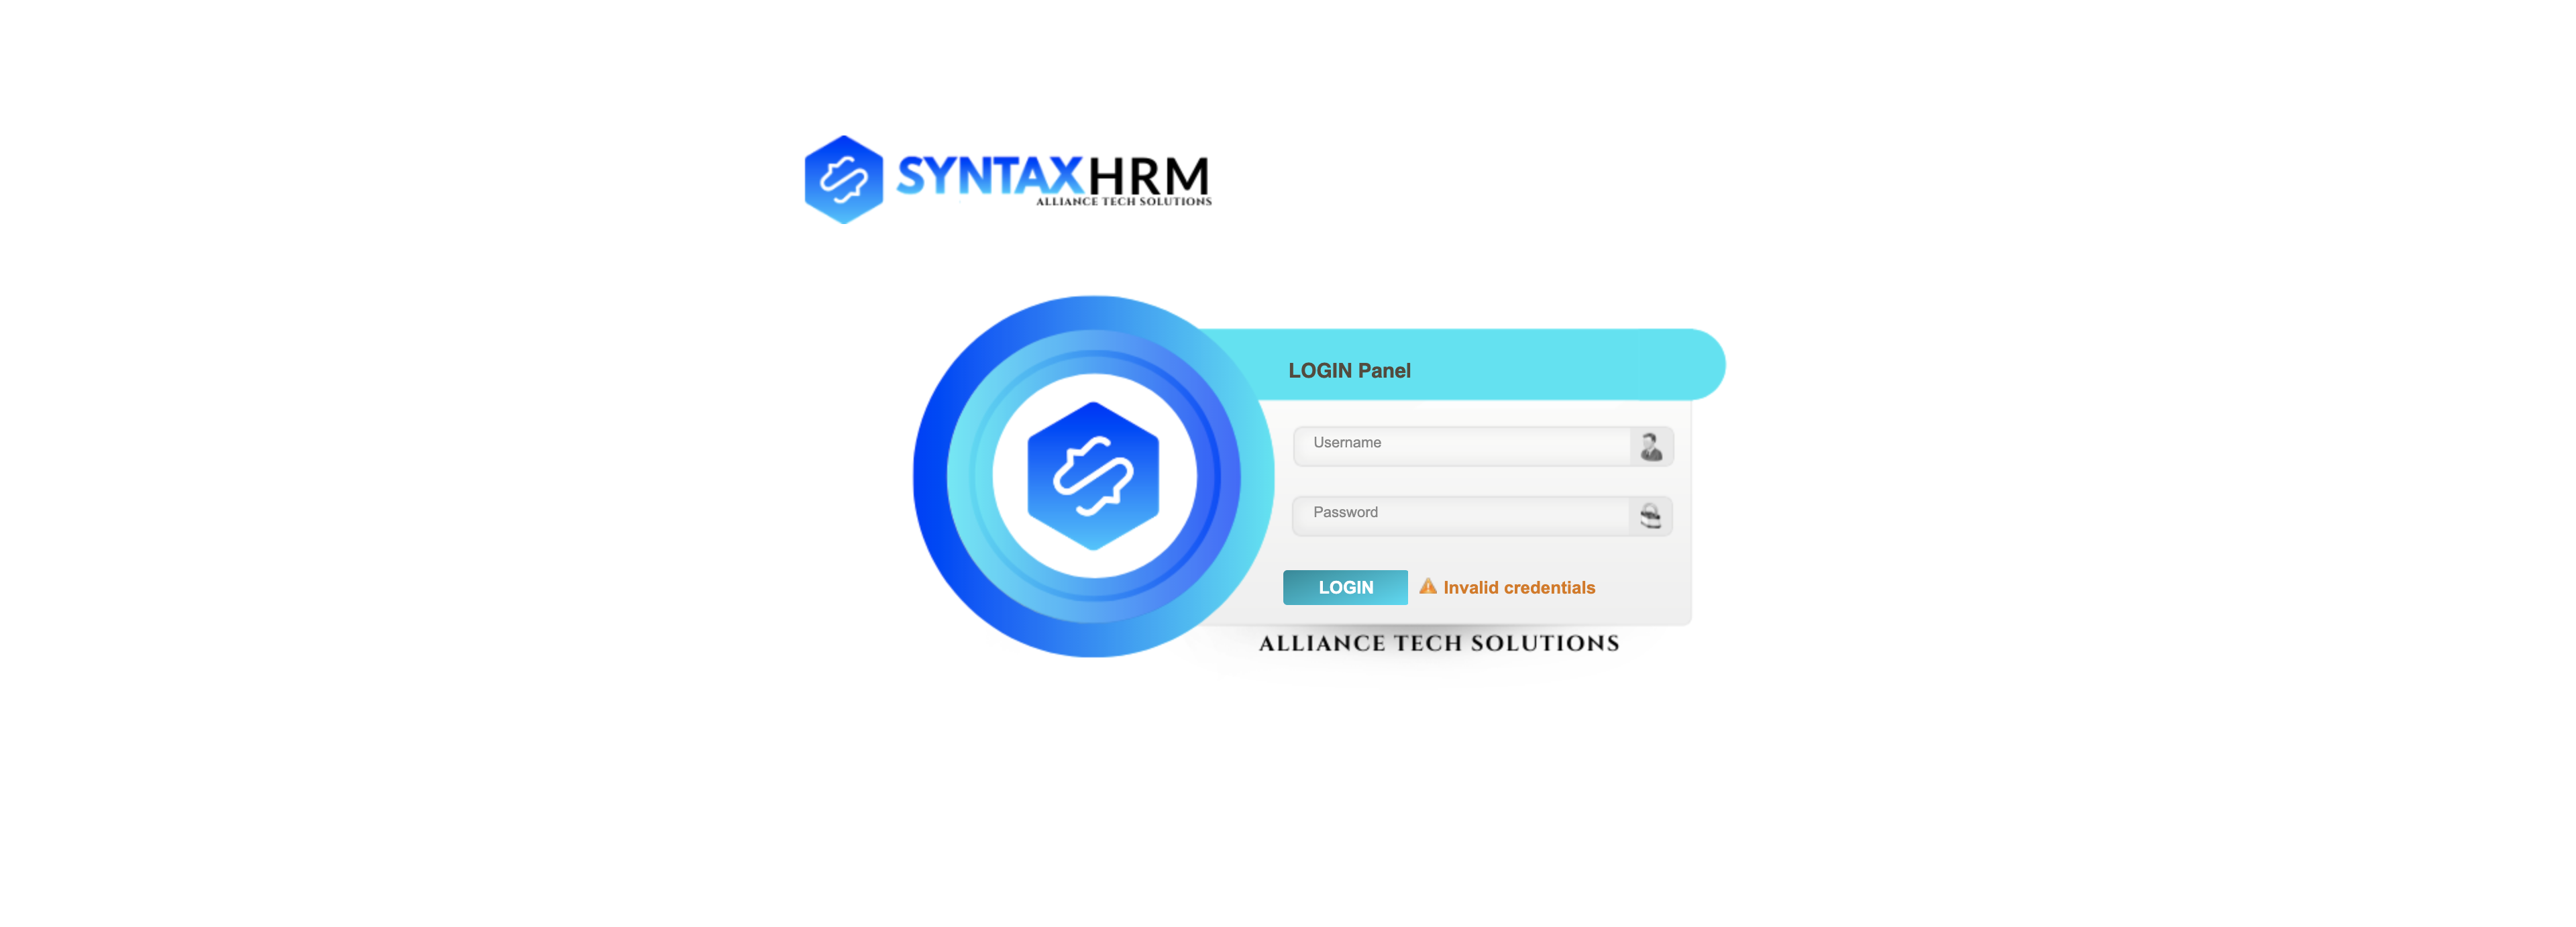 SYNTAXHRM
ALLIANCE TECH SOLUTIONS
LOGIN Panel
Username
Password
LOGIN
Invalid credentials
ALLIANCE TECH SOLUTIONS